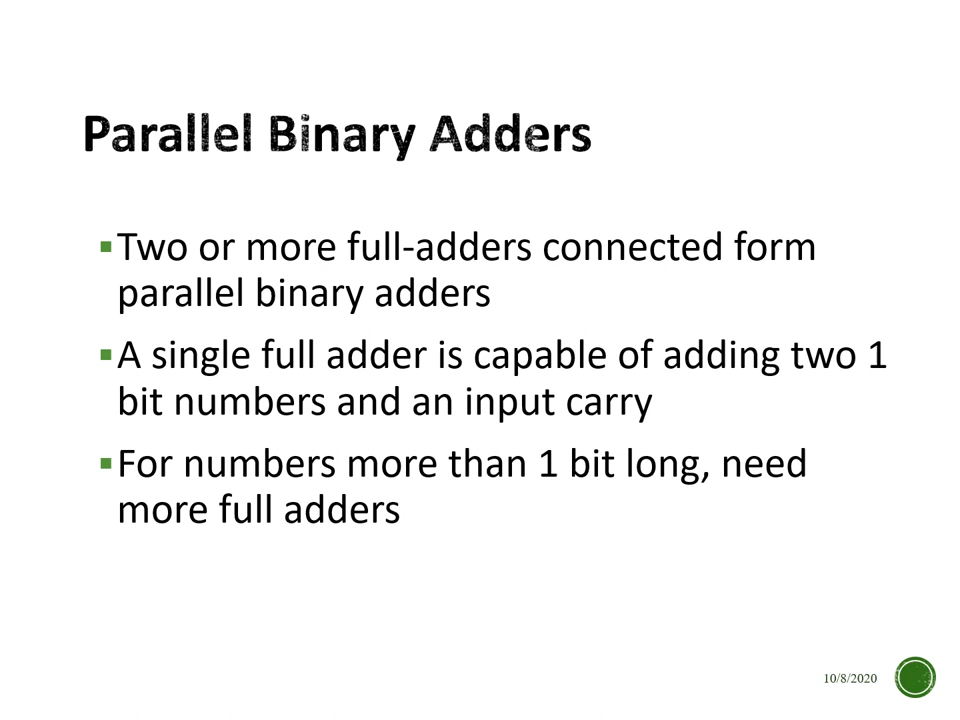 Parallel Binary Adders
▪Two or more full-adders connected form
parallel binary adders
▪A single full adder is capable of adding two 1
bit numbers and an input carry
▪For numbers more than 1 bit long, need
more full adders
10/8/2020